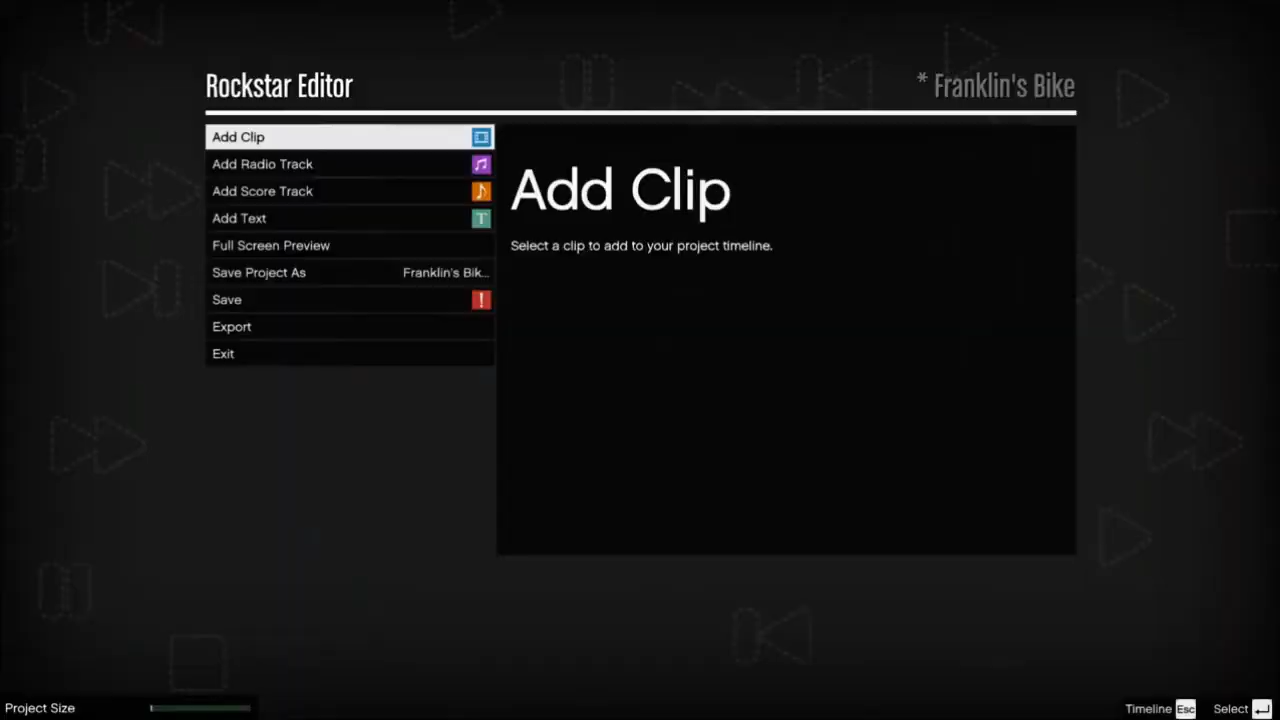 Rockstar Editor
* Franklin's Bike
Add Clip
Add Radio Track
Add Score Track
Add Text
T
Full Screen Preview
Save Project As Franklin's Bik...
Save
!
Export
Exit
Add Clip
Select a clip to add to your project timeline.
Project Size
Timeline Esc Select